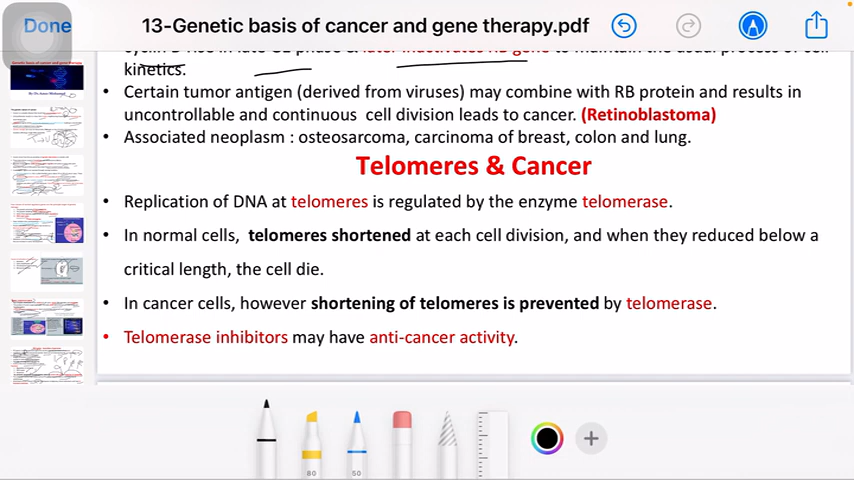 Done
13-Genetic basis of cancer and gene therapy.pdf
kinetics.
• Certain tumor antigen (derived from viruses) may combine with RB protein and results in
uncontrollable and continuous cell division leads to cancer. (Retinoblastoma)
• Associated neoplasm : osteosarcoma, carcinoma of breast, colon and lung.
Telomeres & Cancer
• Replication of DNA at telomeres is regulated by the enzyme telomerase.
• In normal cells, telomeres shortened at each cell division, and when they reduced below a
critical length, the cell die.
• In cancer cells, however shortening of telomeres is prevented by telomerase.
• Telomerase inhibitors may have anti-cancer activity.
80
50